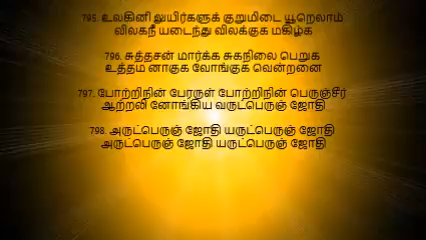 795. உலகினி லுயிர்களுக் குறுமிடை யூறெலாம்
விலகநீ யடைந்து விலக்குக மகிழ்க
796. சுத்தசன் மார்க்க சுகநிலை பெறுக
உத்தம னாகுக வோங்குக வென்றனை
797. போற்றிநின் பேரருள் போற்றிநின் பெருஞ்சீர்
ஆற்றலி னோங்கிய வருட்பெருஞ் ஜோதி
798. அருட்பெருஞ் ஜோதி யருட்பெருஞ் ஜோதி
அருட்பெருஞ் ஜோதி யருட்பெருஞ் ஜோதி